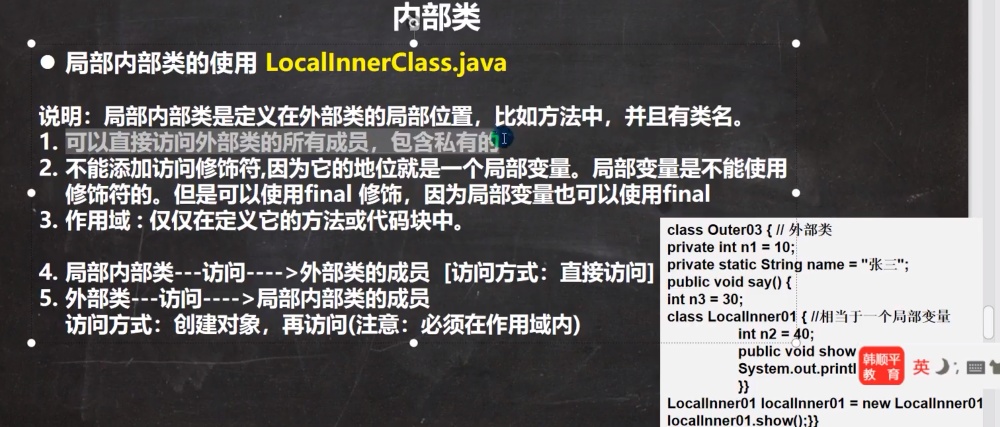 内部类
● 局部内部类的使用 LocalInnerClass.java
说明：局部内部类是定义在外部类的局部位置，比如方法中，并且有类名。
1. 可以直接访问外部类的所有成员，包含私有的
2. 不能添加访问修饰符,因为它的地位就是一个局部变量。局部变量是不能使用
修饰符的。但是可以使用final 修饰，因为局部变量也可以使用final
3. 作用域：仅仅在定义它的方法或代码块中。
4. 局部内部类---访问---->外部类的成员 [访问方式：直接访问]
5. 外部类---访问---->局部内部类的成员
访问方式：创建对象，再访问(注意：必须在作用域内)
class Outer03 { // 外部类
private int n1 = 10;
private static String name = "张三";
public void say() {
int n3 = 30;
class LocalInner01 { //相当于一个局部变量
int n2 = 40;
public void show
System.out.printl
}}
LocalInner01 localInner01 = new LocalInner01
localInner01.show();}}
韩顺平
教 育
英